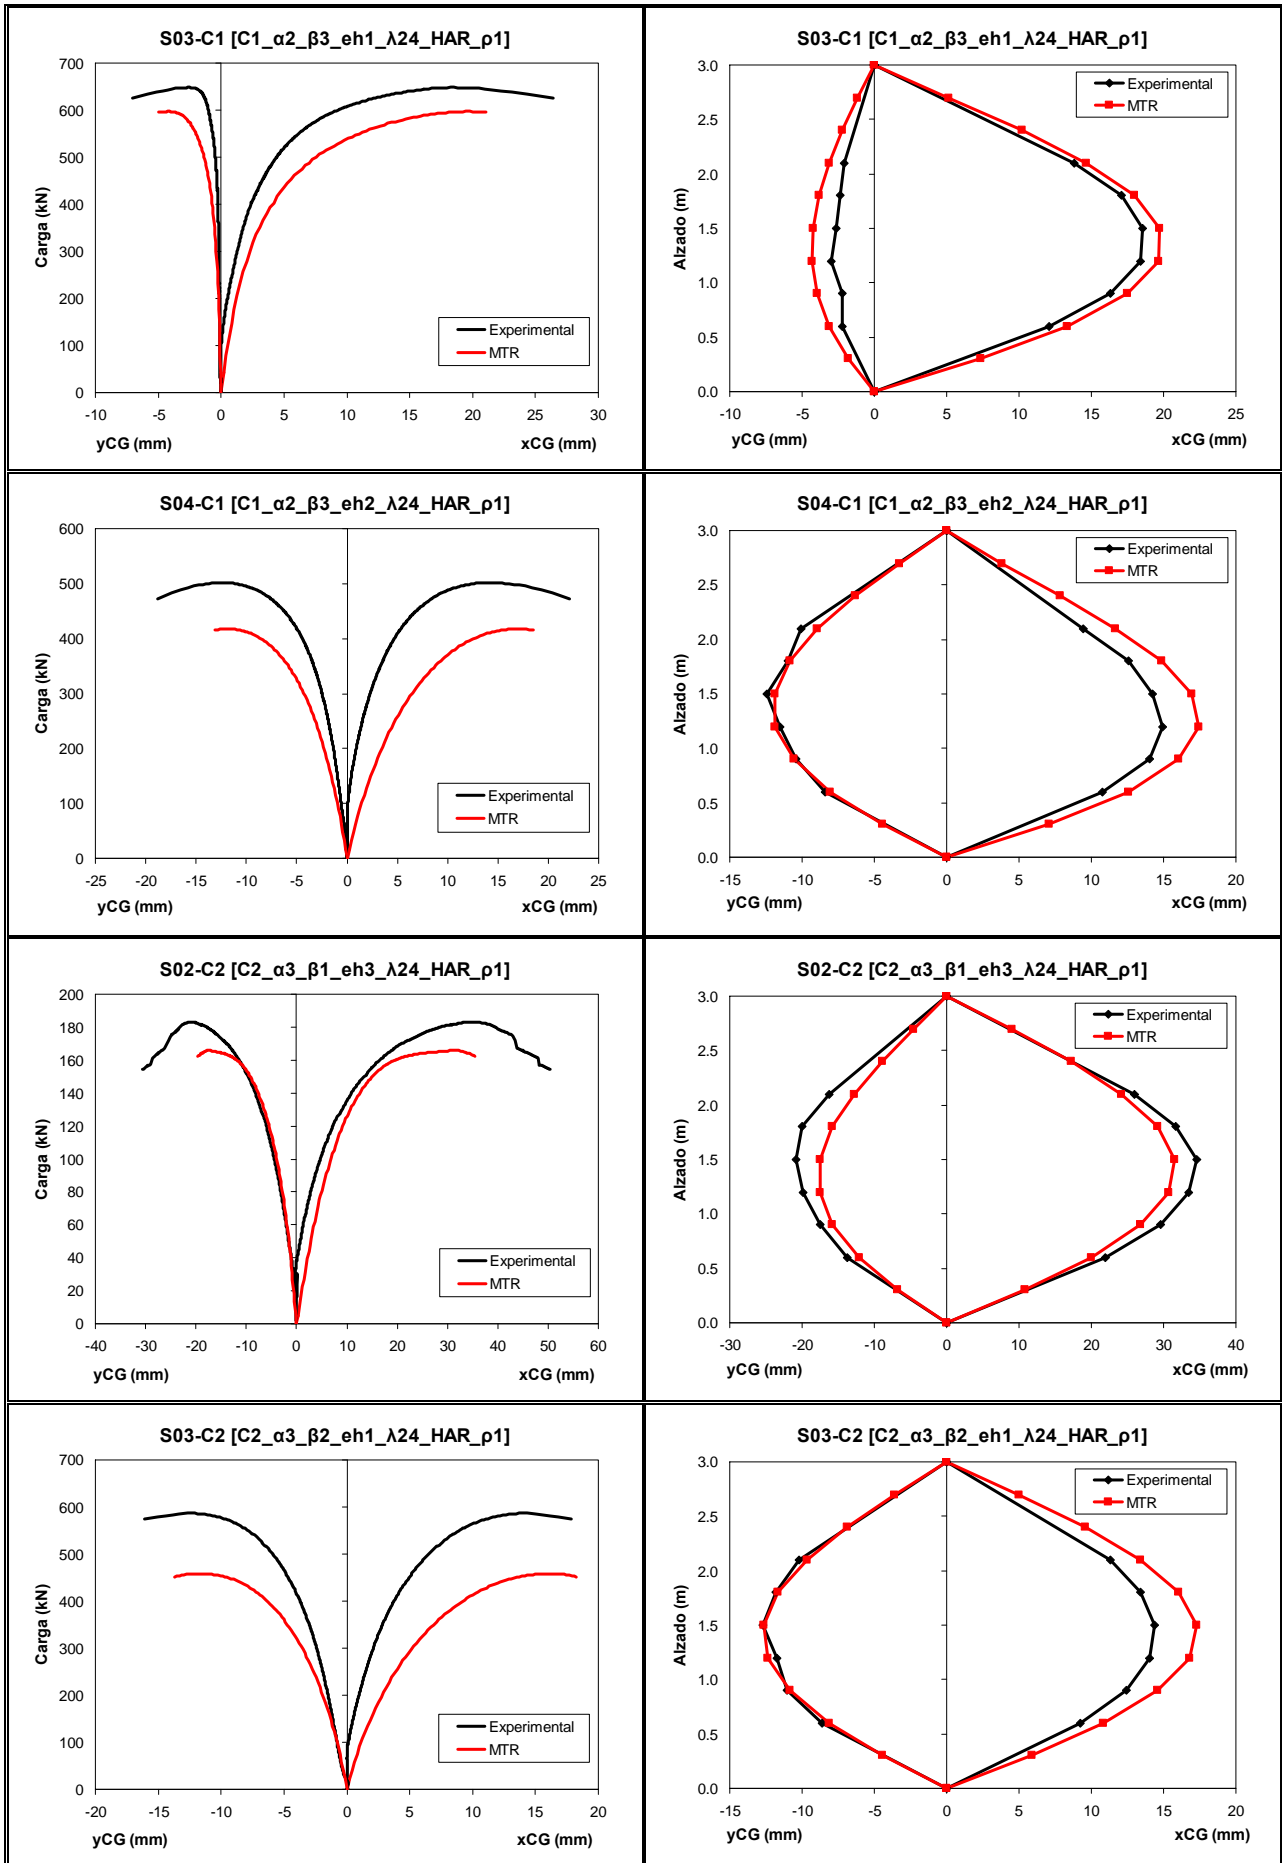 S03-C1 [C1_α2_β3_eh1_λ24_HAR_ρ1]
700
600
500
400
300
200
100
0
Carga (kN)
Experimental
MTR
-10 -5 0 5 10 15 20 25 30
yCG (mm) xCG (mm)
S03-C1 [C1_α2_β3_eh1_λ24_HAR_ρ1]
3.0
2.5
2.0
1.5
1.0
0.5
0.0
Alzado (m)
Experimental
MTR
-10 -5 0 5 10 15 20 25
yCG (mm) xCG (mm)
S04-C1 [C1_α2_β3_eh2_λ24_HAR_ρ1]
600
500
400
300
200
100
0
Carga (kN)
Experimental
MTR
-25 -20 -15 -10 -5 0 5 10 15 20 25
yCG (mm) xCG (mm)
S04-C1 [C1_α2_β3_eh2_λ24_HAR_ρ1]
3.0
2.5
2.0
1.5
1.0
0.5
0.0
Alzado (m)
Experimental
MTR
-15 -10 -5 0 5 10 15 20
yCG (mm) xCG (mm)
S02-C2 [C2_α3_β1_eh3_λ24_HAR_ρ1]
200
180
160
140
120
100
80
60
40
20
0
Carga (kN)
Experimental
MTR
-40 -30 -20 -10 0 10 20 30 40 50 60
yCG (mm) xCG (mm)
S02-C2 [C2_α3_β1_eh3_λ24_HAR_ρ1]
3.0
2.5
2.0
1.5
1.0
0.5
0.0
Alzado (m)
Experimental
MTR
-30 -20 -10 0 10 20 30 40
yCG (mm) xCG (mm)
S03-C2 [C2_α3_β2_eh1_λ24_HAR_ρ1]
700
600
500
400
300
200
100
0
Carga (kN)
Experimental
MTR
-20 -15 -10 -5 0 5 10 15 20
yCG (mm) xCG (mm)
S03-C2 [C2_α3_β2_eh1_λ24_HAR_ρ1]
3.0
2.5
2.0
1.5
1.0
0.5
0.0
Alzado (m)
Experimental
MTR
-15 -10 -5 0 5 10 15 20
yCG (mm) xCG (mm)